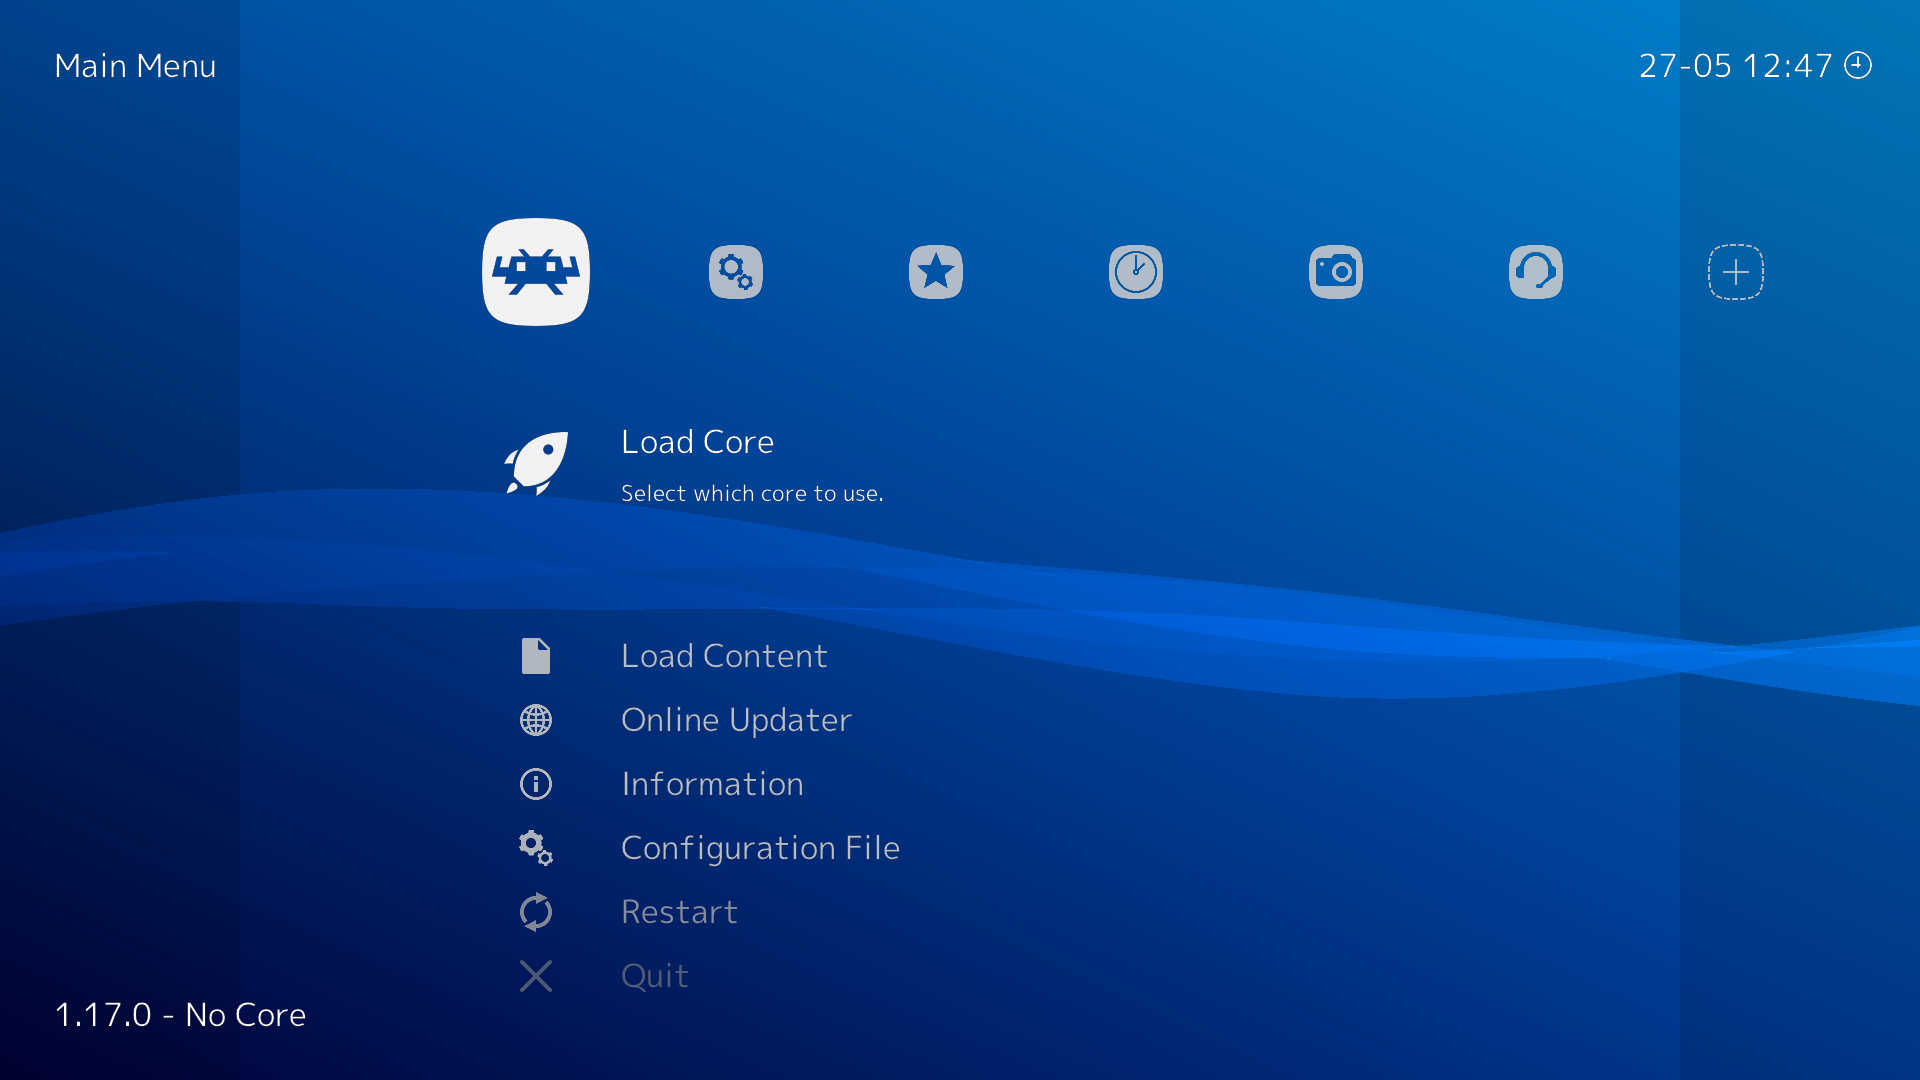 Main Menu
27-05 12:47
Load Core
Select which core to use.
Load Content
Online Updater
Information
Configuration File
Restart
Quit
1.17.0 - No Core